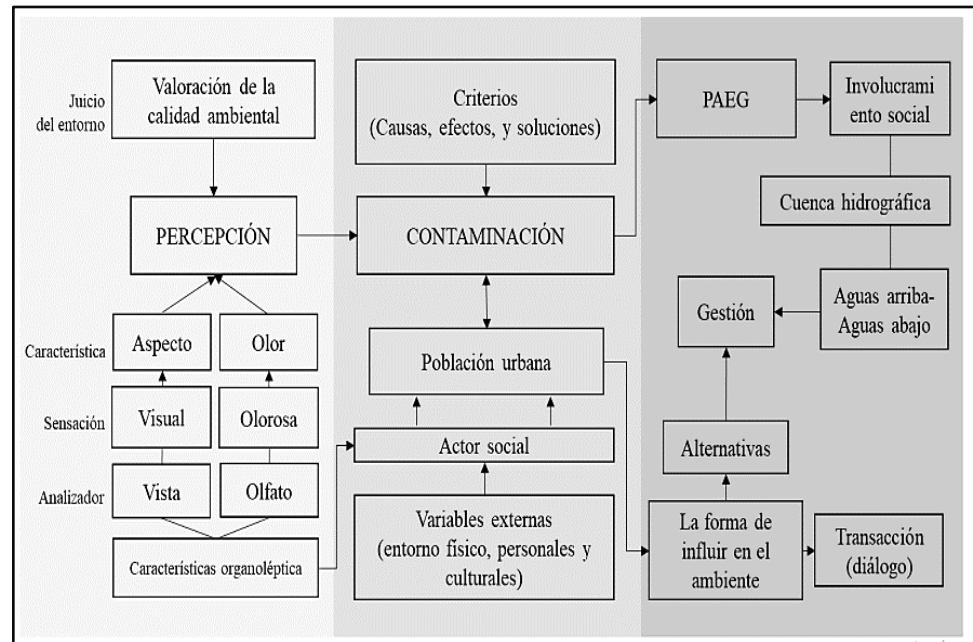 Juicio
del entorno
Valoración de la
calidad ambiental
PERCEPCIÓN
Característica
Aspecto
Olor
Sensación
Visual
Olorosa
Analizador
Vista
Olfato
Características organoléptica
Criterios
(Causas, efectos, y soluciones)
CONTAMINACIÓN
Población urbana
Actor social
Variables externas
(entorno físico, personales y
culturales)
PAEG
Involucrami
ento social
Cuenca hidrográfica
Gestión
Aguas arriba-
Aguas abajo
Alternativas
La forma de
influir en el
ambiente
Transacción
(diálogo)